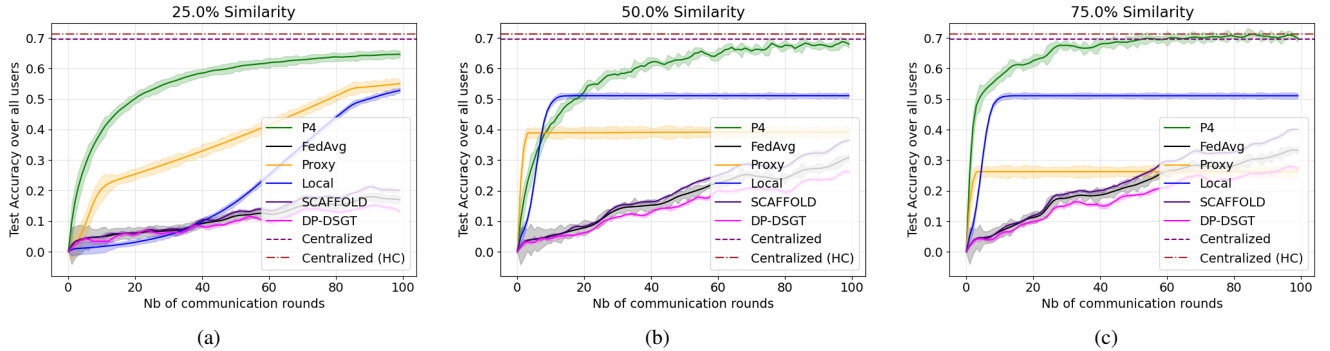 25.0% Similarity
Test Accuracy over all users
0.7
0.6
0.5
0.4
0.3
0.2
0.1
0.0
P4
FedAvg
Proxy
Local
SCAFFOLD
DP-DSGT
Centralized
Centralized (HC)
0 20 40 60 80 100
Nb of communication rounds
(a)
50.0% Similarity
Test Accuracy over all users
0.7
0.6
0.5
0.4
0.3
0.2
0.1
0.0
P4
FedAvg
Proxy
Local
SCAFFOLD
DP-DSGT
Centralized
Centralized (HC)
0 20 40 60 80 100
Nb of communication rounds
(b)
75.0% Similarity
Test Accuracy over all users
0.7
0.6
0.5
0.4
0.3
0.2
0.1
0.0
P4
FedAvg
Proxy
Local
SCAFFOLD
DP-DSGT
Centralized
Centralized (HC)
0 20 40 60 80 100
Nb of communication rounds
(c)